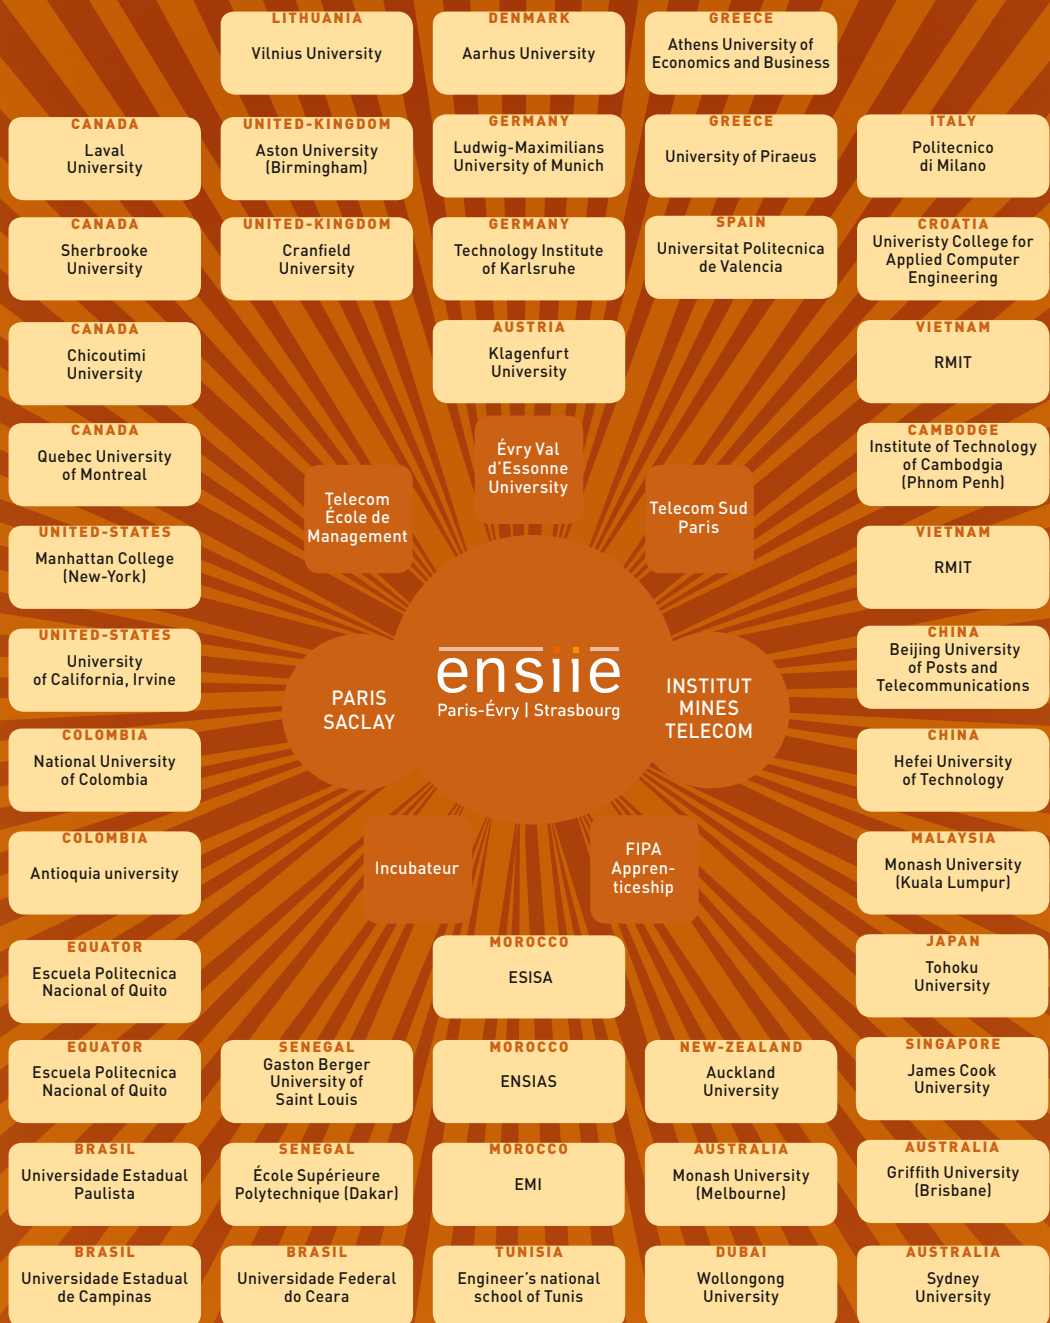 LITHUANIA
Vilnius University
DENMARK
Aarhus University
GREECE
Athens University of
Economics and Business
CANADA
Laval
University
UNITED-KINGDOM
Aston University
(Birmingham)
GERMANY
Ludwig-Maximilians
University of Munich
GREECE
University of Piraeus
ITALY
Politecnico
di Milano
CANADA
Sherbrooke
University
UNITED-KINGDOM
Cranfield
University
GERMANY
Technology Institute
of Karlsruhe
SPAIN
Universitat Politecnica
de Valencia
CROATIA
Univeristy College for
Applied Computer
Engineering
CANADA
Chicoutimi
University
AUSTRIA
Klagenfurt
University
VIETNAM
RMIT
CANADA
Quebec University
of Montreal
Telecom
École de
Management
Évry Val
d'Essonne
University
Telecom Sud
Paris
CAMBODGE
Institute of Technology
of Cambodgia
(Phnom Penh)
UNITED-STATES
Manhattan College
(New-York)
VIETNAM
RMIT
UNITED-STATES
University
of California, Irvine
PARIS
SACLAY
ensiie
Paris-Évry | Strasbourg
INSTITUT
MINES
TELECOM
CHINA
Beijing University
of Posts and
Telecommunications
COLOMBIA
National University
of Colombia
CHINA
Hefei University
of Technology
COLOMBIA
Antioquia university
Incubateur
FIPA
Appren-
ticeship
MALAYSIA
Monash University
(Kuala Lumpur)
EQUATOR
Escuela Politecnica
Nacional of Quito
MOROCCO
ESISA
JAPAN
Tohoku
University
EQUATOR
Escuela Politecnica
Nacional of Quito
SENEGAL
Gaston Berger
University of
Saint Louis
MOROCCO
ENSIAS
NEW-ZEALAND
Auckland
University
SINGAPORE
James Cook
University
BRASIL
Universidade Estadual
Paulista
SENEGAL
École Supérieure
Polytechnique (Dakar)
MOROCCO
EMI
AUSTRALIA
Monash University
(Melbourne)
AUSTRALIA
Griffith University
(Brisbane)
BRASIL
Universidade Estadual
de Campinas
BRASIL
Universidade Federal
do Ceara
TUNISIA
Engineer's national
school of Tunis
DUBAI
Wollongong
University
AUSTRALIA
Sydney
University